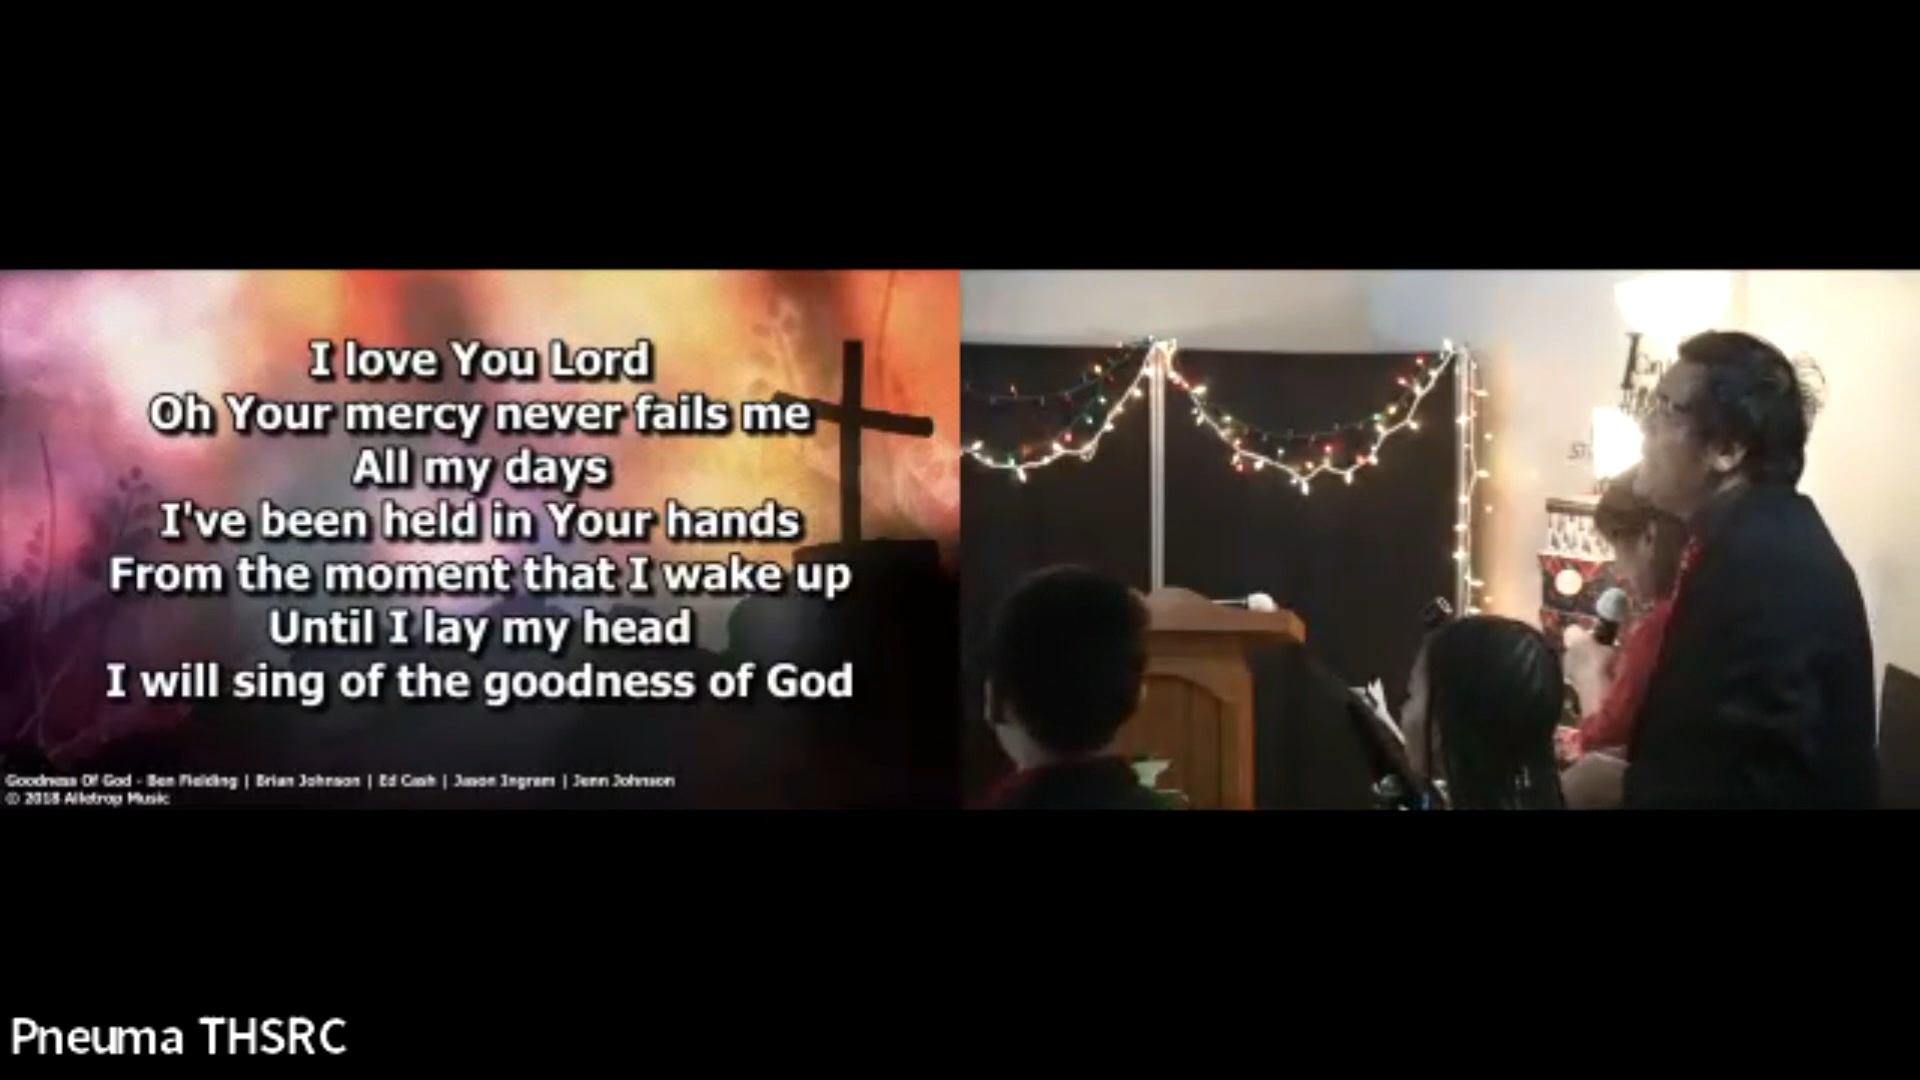 I love You Lord
Oh Your mercy never fails me
All my days
I've been held in Your hands
From the moment that I wake up
Until I lay my head
I will sing of the goodness of God
Goodness Of God - Ben Fielding | Brian Johnson | Ed Cash | Jason Ingram | Jenn Johnson
© 2018 Alletrop Music
Pneuma THSRC